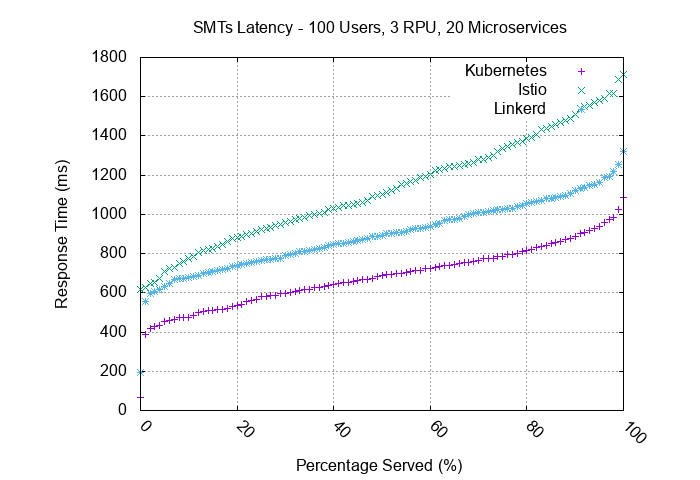 SMTs Latency - 100 Users, 3 RPU, 20 Microservices
1800
1600
1400
1200
1000
800
600
400
200
0
Kubernetes
Istio
Linkerd
Response Time (ms)
0
20
40
60
80
100
Percentage Served (%)